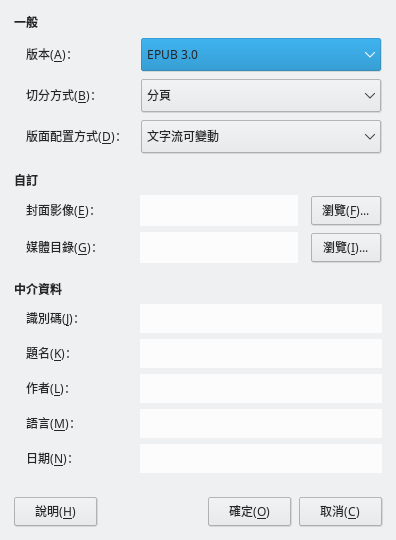 一般
版本(A)： EPUB 3.0
切分方式(B)： 分頁
版面配置方式(D)： 文字流可變動
自訂
封面影像(E)： 瀏覽(F)...
媒體目錄(G)： 瀏覽(I)...
中介資料
識別碼(J)：
題名(K)：
作者(L)：
語言(M)：
日期(N)：
說明(H) 確定(O) 取消(C)